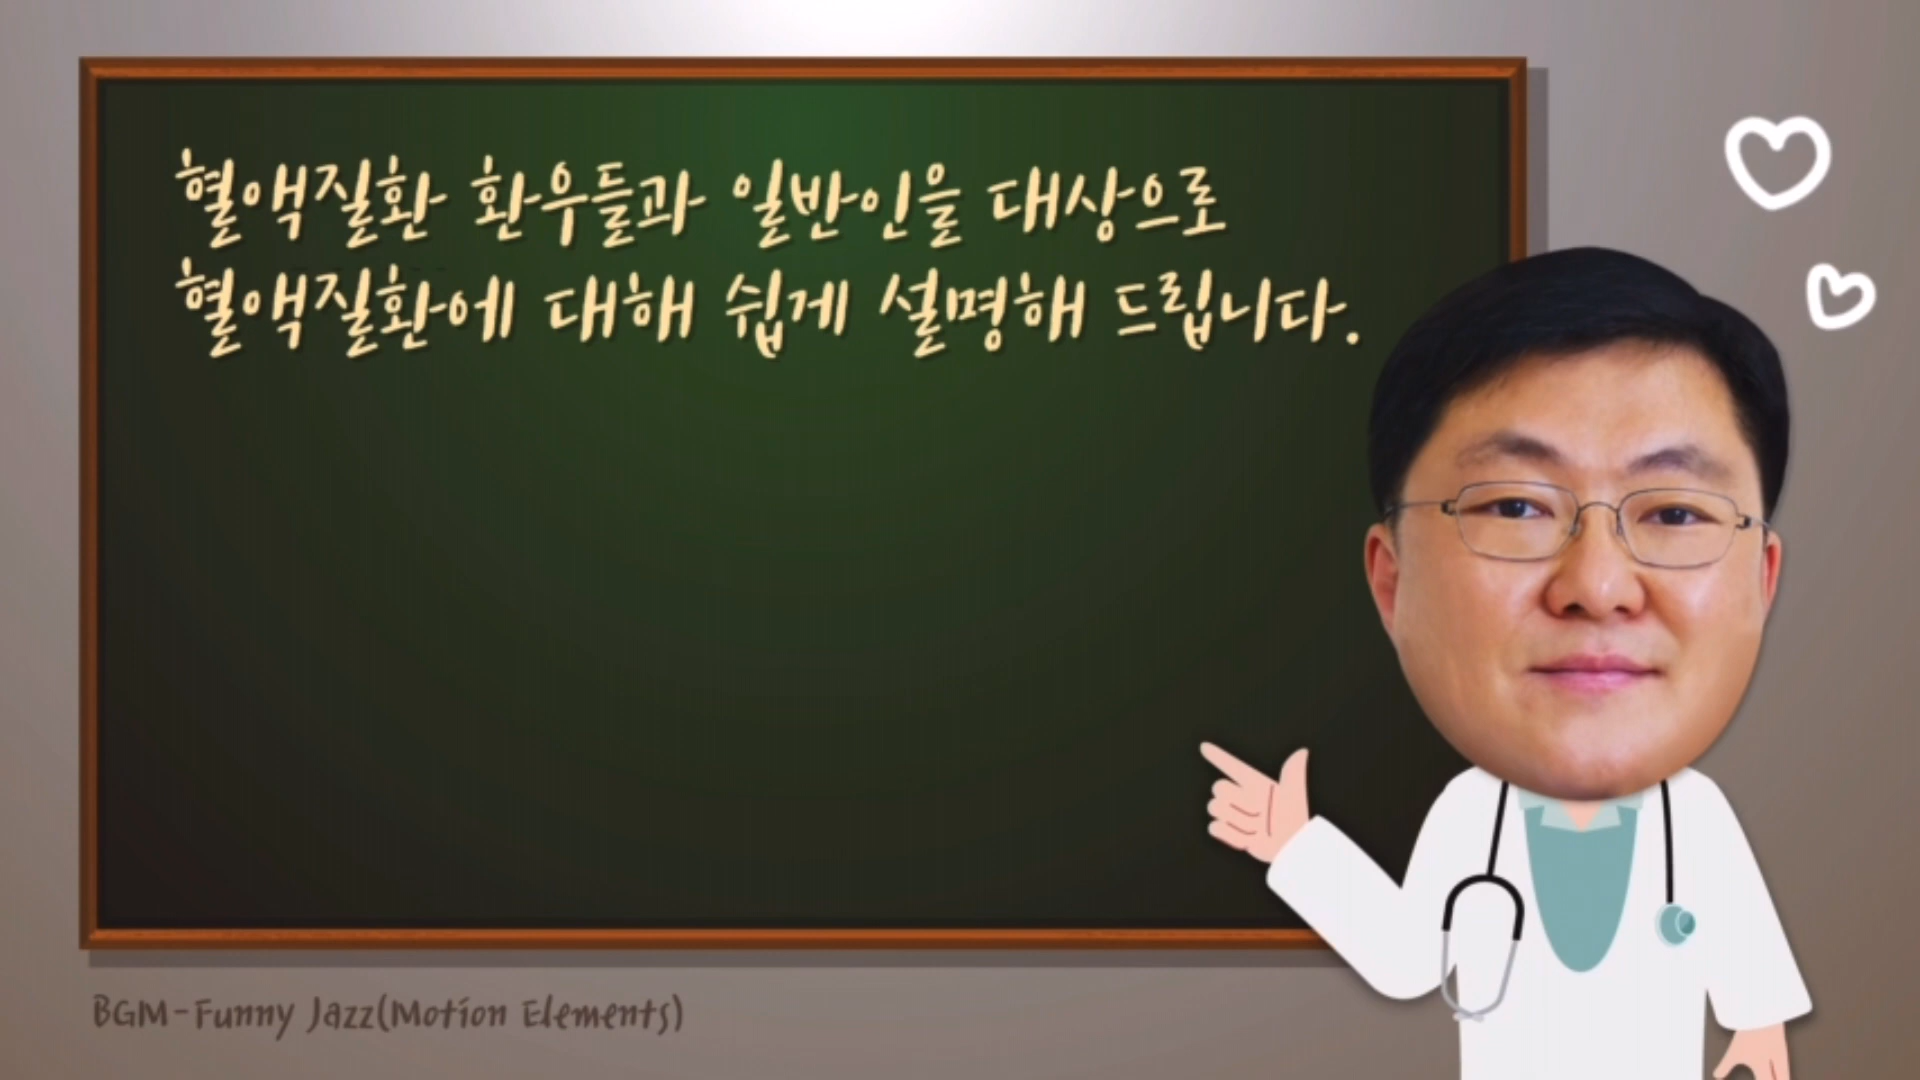 혈액질환 환우들과 일반인을 대상으로
혈액질환에 대해 쉽게 설명해 드립니다.
BGM-Funny Jazz(Motion Elements)